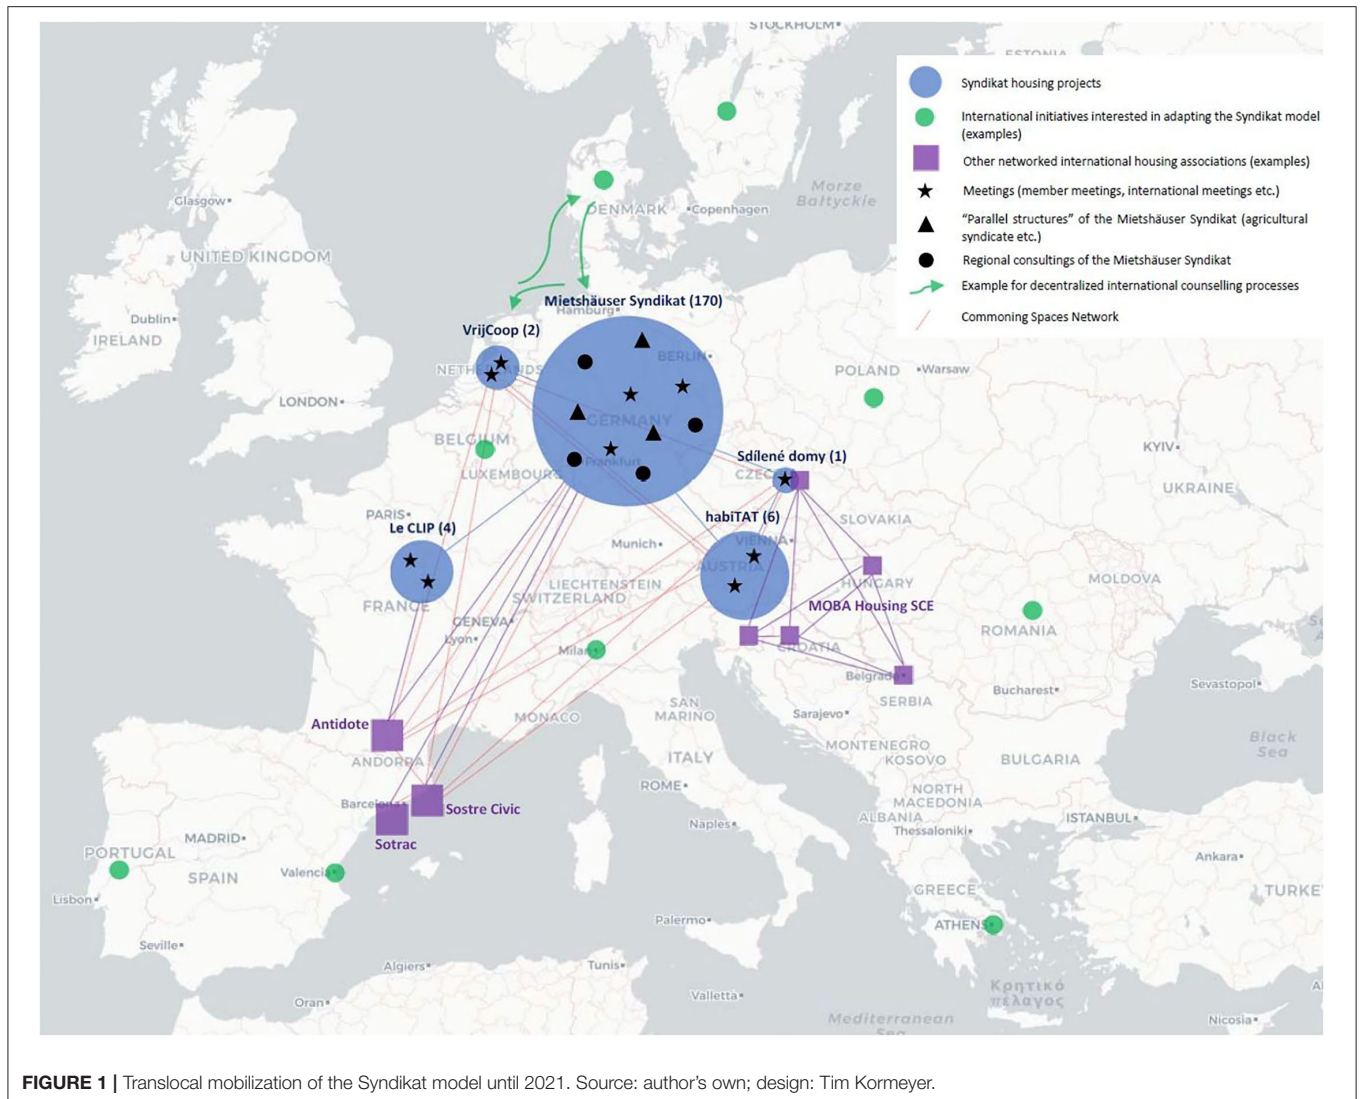 STOCKHOLM
ESTONIA
Syndikat housing projects
International initiatives interested in adapting the Syndikat model
(examples)
Other networked international housing associations (examples)
Meetings (member meetings, international meetings etc.)
“Parallel structures” of the Mietshäuser Syndikat (agricultural
syndicate etc.)
Regional consultings of the Mietshäuser Syndikat
Example for decentralized international counselling processes
Commoning Spaces Network
Morze
Bałtyckie
Glasgow
DENMARK
Copenhagen
UNITED KINGDOM
Mietshäuser Syndikat (170)
Hamburg
Dublin
IRELAND
VrijCoop (2)
BERLIN
NETHERLANDS
POLAND
Warsaw
LONDON
GERMANY
BELGIUM
KYIV
Sdílené domy (1)
Frankfurt
LUXEMBOURG
CZECH
UKRAINE
PARIS
Le CLIP (4)
habiTAT (6)
SLOVAKIA
Munich
VIENNA
AUSTRIA
LIECHTENSTEIN
SWITZERLAND
HUNGARY
MOLDOVA
FRANCE
MOBA Housing SCE
GENEVA
ROMANIA
Lyon
Milan
CROATIA
Belgrade
Sevastopol
Bucharest
SERBIA
SAN
MARINO
MONACO
Sarajevo
Antidote
MONTENEGRO
KOSOVO
BULGARIA
Black
Sea
ANDORRA
ITALY
ROME
NORTH
MACEDONIA
Barcelona
Sostre Civic
ALBANIA
ISTANBUL
Naples
Thessaloniki
MADRID
Sotrac
PORTUGAL
Ankara
Valencia
SPAIN
GREECE
TURKE
Lisbon
Palermo
ATHENS
Seville
Algiers
Tunis
Κρητικό
πέλαγος
Valletta
Oran
Mediterranean
Sea
Nicosia
FIGURE 1 | Translocal mobilization of the Syndikat model until 2021. Source: author’s own; design: Tim Kormeyer.